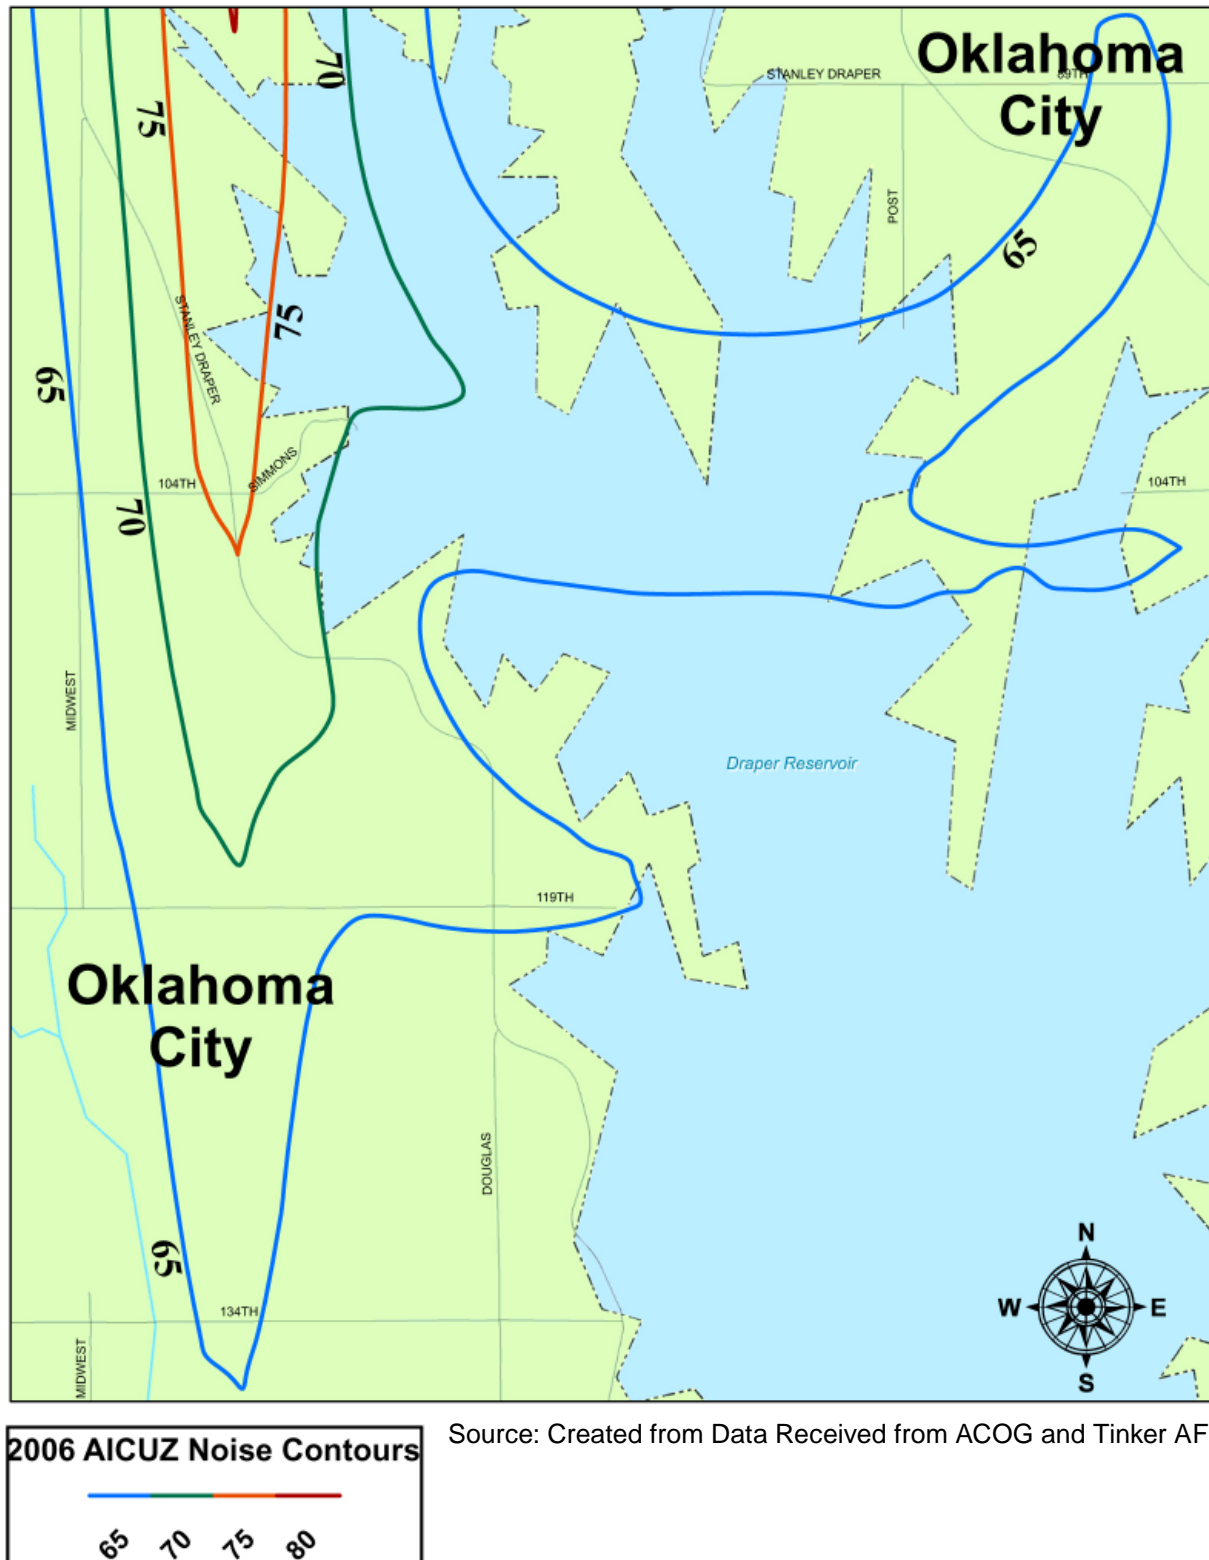 Oklahoma
City
STANLEY DRAPER
89TH
70
75
POST
65
75
STANLEY DRAPER
65
SIMMONS
104TH
104TH
70
MIDWEST
Draper Reservoir
119TH
Oklahoma
City
DOUGLAS
65
N
W E
S
134TH
MIDWEST
2006 AICUZ Noise Contours
65 70 75 80
Source: Created from Data Received from ACOG and Tinker AF